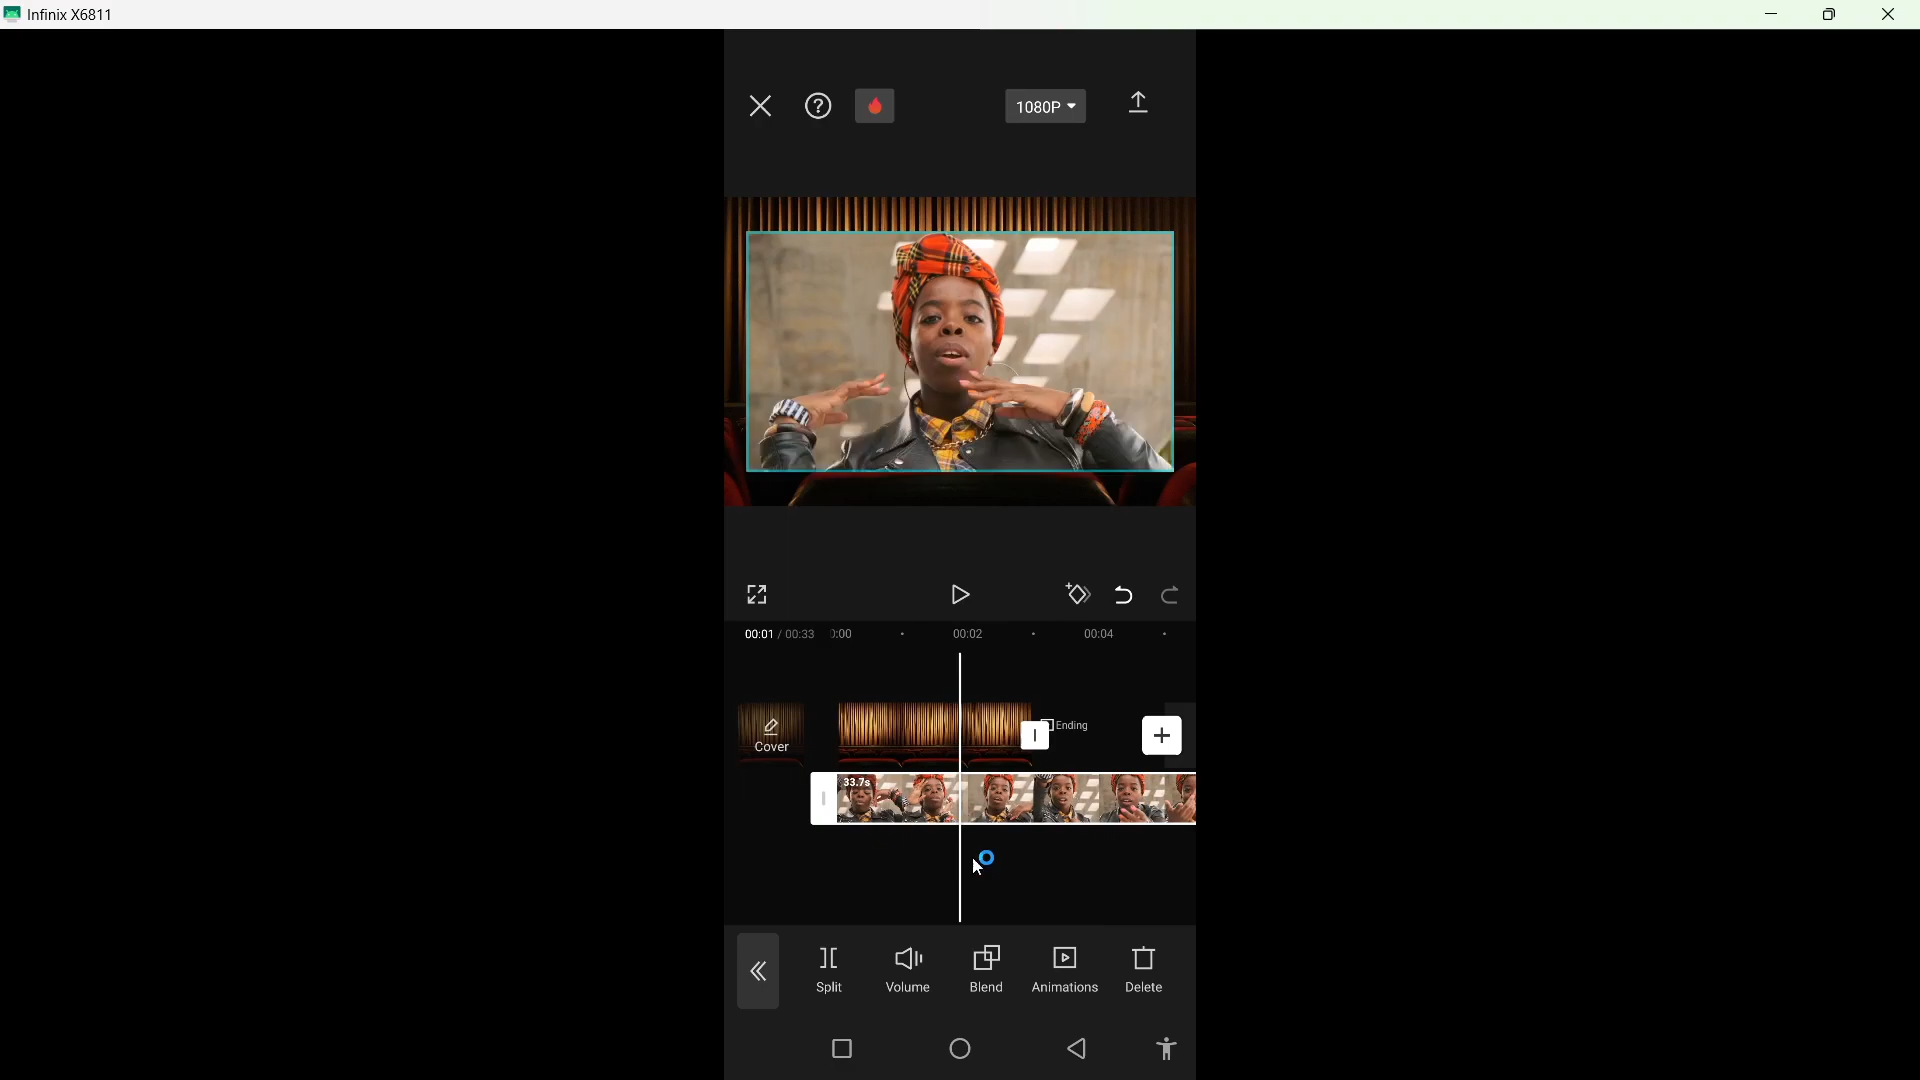 Infinix X6811
1080P
00:01 / 00:33
0:00
00:02
00:04
Cover
Ending
33.7s
Split
Volume
Blend
Animations
Delete